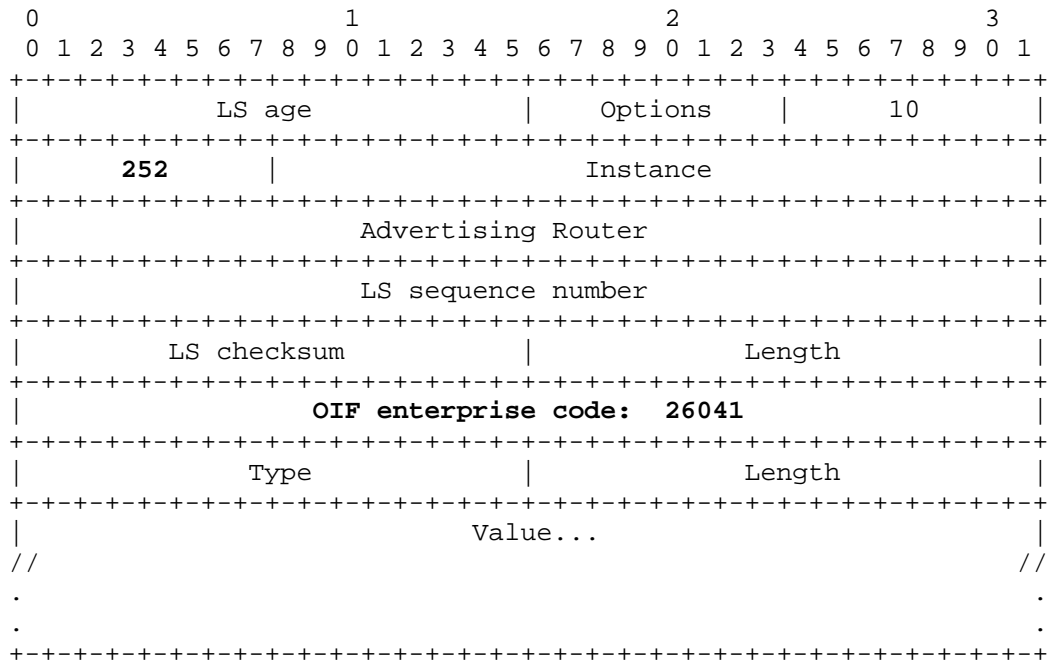 0                   1                   2                   3
 0 1 2 3 4 5 6 7 8 9 0 1 2 3 4 5 6 7 8 9 0 1 2 3 4 5 6 7 8 9 0 1
+-+-+-+-+-+-+-+-+-+-+-+-+-+-+-+-+-+-+-+-+-+-+-+-+-+-+-+-+-+-+-+-+
|            LS age             |    Options    |      10       |
+-+-+-+-+-+-+-+-+-+-+-+-+-+-+-+-+-+-+-+-+-+-+-+-+-+-+-+-+-+-+-+-+
|      252      |                   Instance                    |
+-+-+-+-+-+-+-+-+-+-+-+-+-+-+-+-+-+-+-+-+-+-+-+-+-+-+-+-+-+-+-+-+
|                     Advertising Router                        |
+-+-+-+-+-+-+-+-+-+-+-+-+-+-+-+-+-+-+-+-+-+-+-+-+-+-+-+-+-+-+-+-+
|                     LS sequence number                        |
+-+-+-+-+-+-+-+-+-+-+-+-+-+-+-+-+-+-+-+-+-+-+-+-+-+-+-+-+-+-+-+-+
|         LS checksum           |             Length            |
+-+-+-+-+-+-+-+-+-+-+-+-+-+-+-+-+-+-+-+-+-+-+-+-+-+-+-+-+-+-+-+-+
|                  OIF enterprise code:  26041                  |
+-+-+-+-+-+-+-+-+-+-+-+-+-+-+-+-+-+-+-+-+-+-+-+-+-+-+-+-+-+-+-+-+
|              Type             |             Length            |
+-+-+-+-+-+-+-+-+-+-+-+-+-+-+-+-+-+-+-+-+-+-+-+-+-+-+-+-+-+-+-+-+
|                            Value...                           |
//                                                             //
.                                                               .
.                                                               .
+-+-+-+-+-+-+-+-+-+-+-+-+-+-+-+-+-+-+-+-+-+-+-+-+-+-+-+-+-+-+-+-+